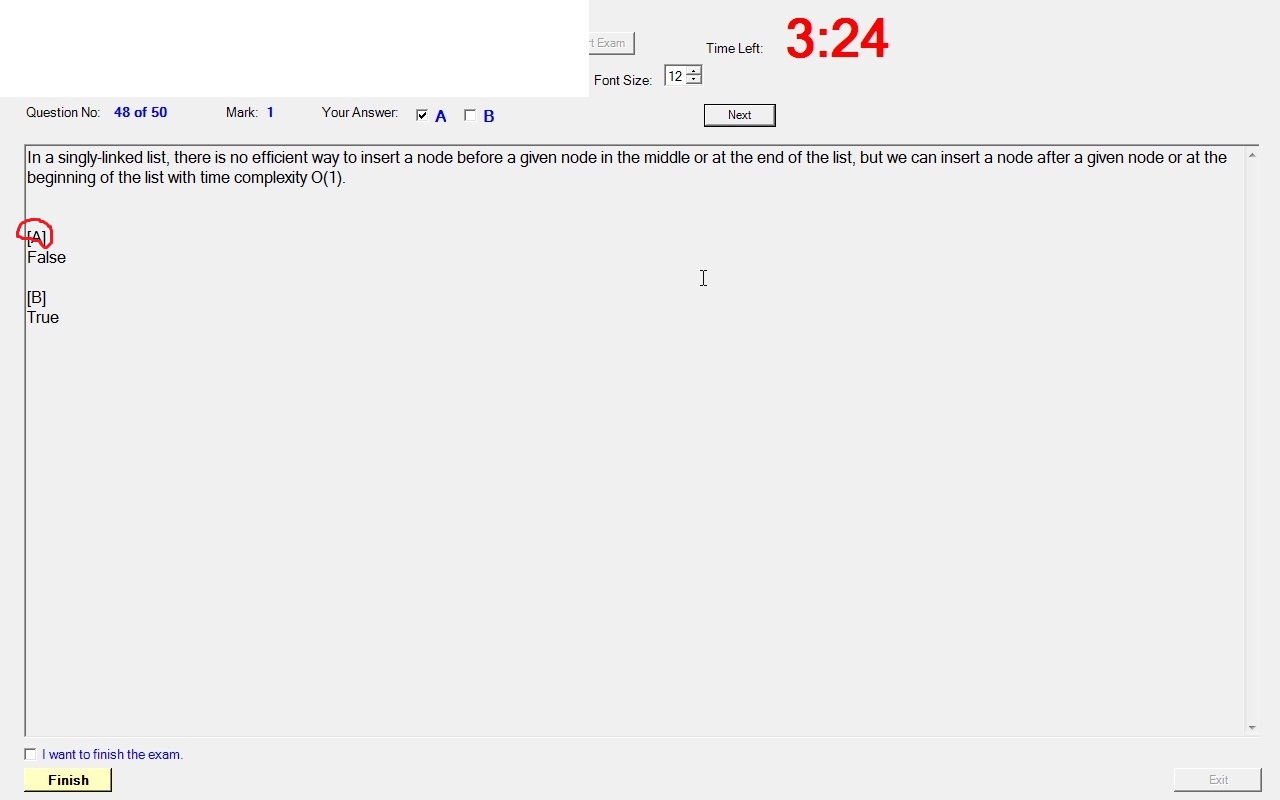 t Exam
Time Left: 3:24
Font Size: 12
Question No: 48 of 50 Mark: 1 Your Answer: A B Next
In a singly-linked list, there is no efficient way to insert a node before a given node in the middle or at the end of the list, but we can insert a node after a given node or at the
beginning of the list with time complexity O(1).
[A]
False
[B]
True
I want to finish the exam.
Finish Exit